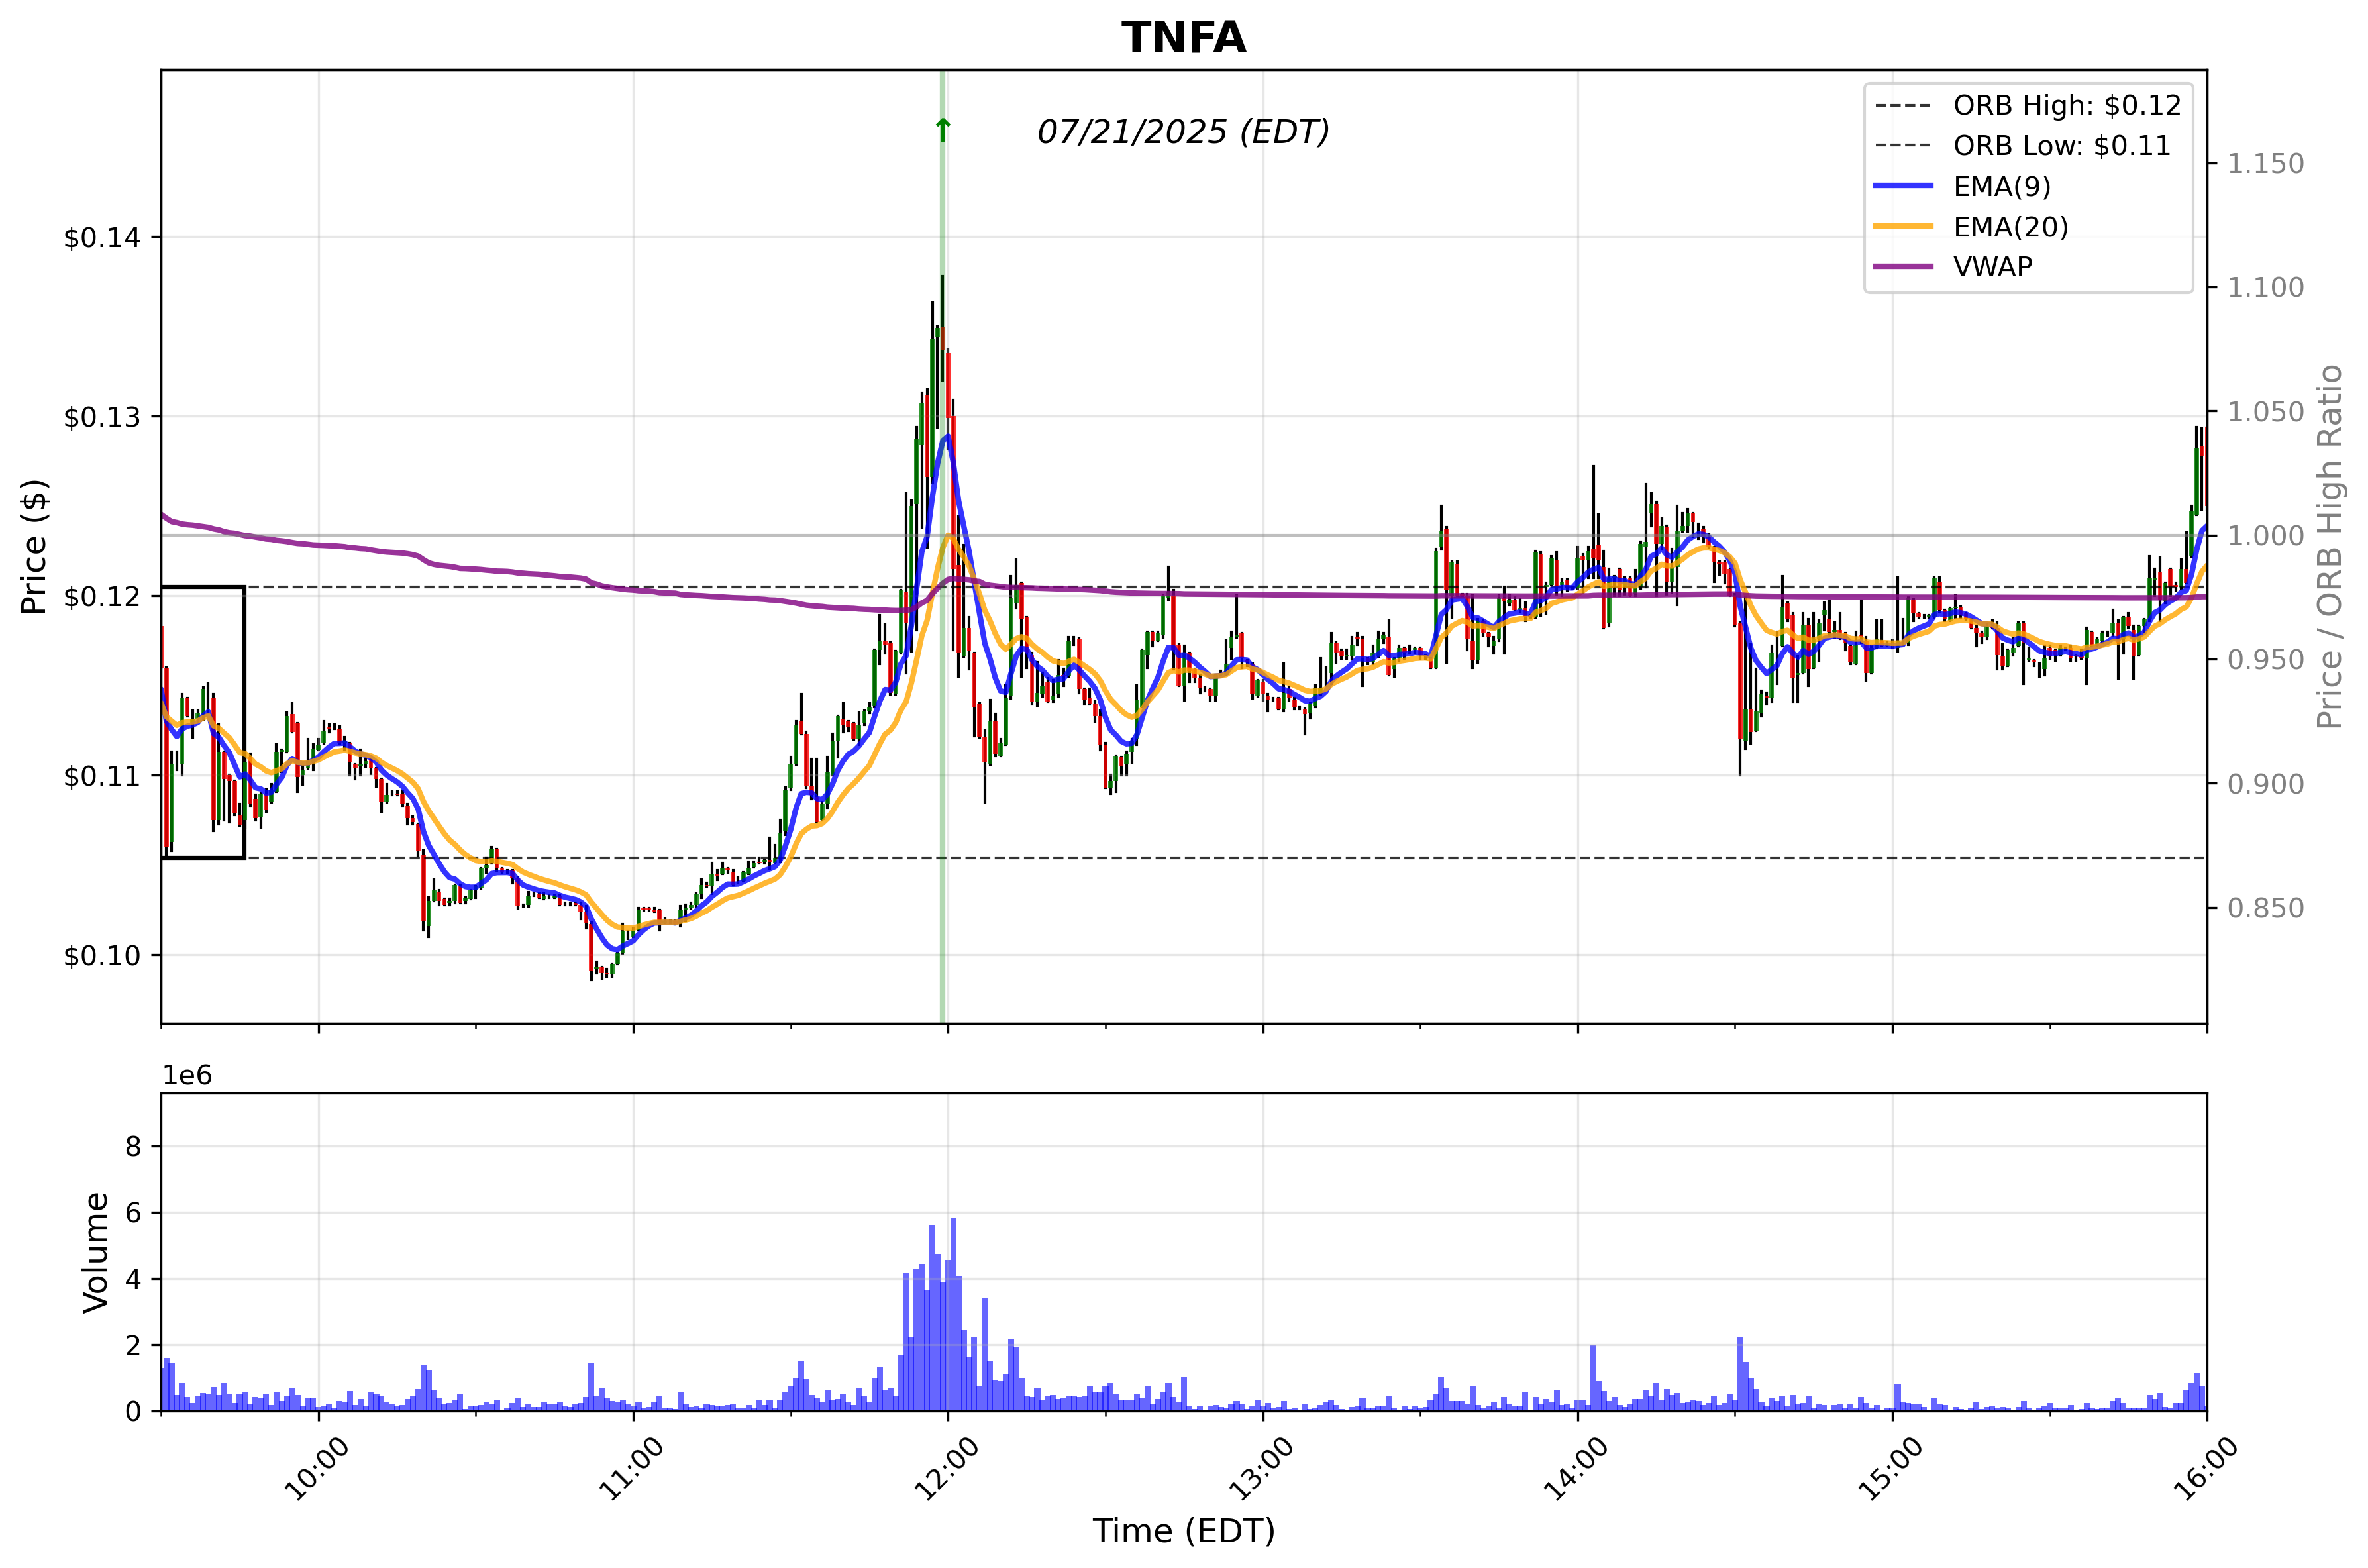 TNFA
07/21/2025 (EDT)
↑
ORB High: $0.12
ORB Low: $0.11
EMA(9)
EMA(20)
VWAP
Price ($)
$0.14
$0.13
$0.12
$0.11
$0.10
Price / ORB High Ratio
1.150
1.100
1.050
1.000
0.950
0.900
0.850
1e6
Volume
8
6
4
2
0
10:00
11:00
12:00
13:00
14:00
15:00
16:00
Time (EDT)